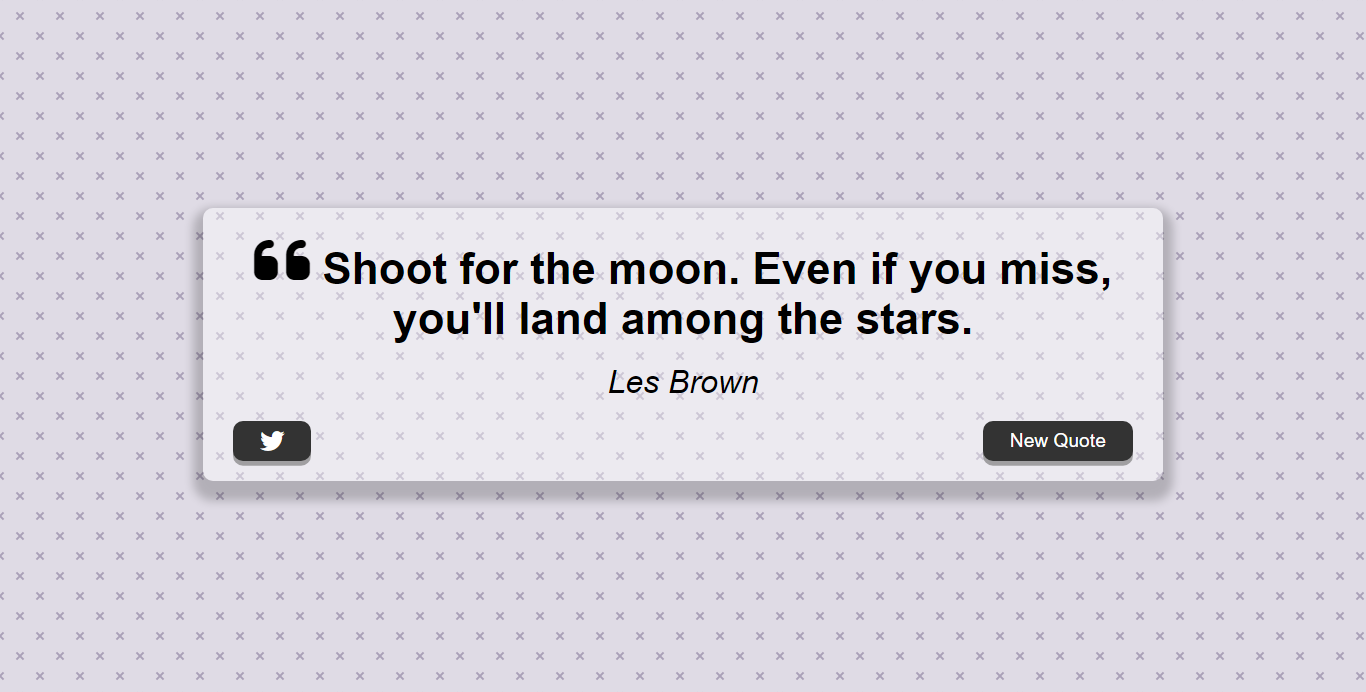 “ Shoot for the moon. Even if you miss,
you'll land among the stars.
Les Brown
New Quote